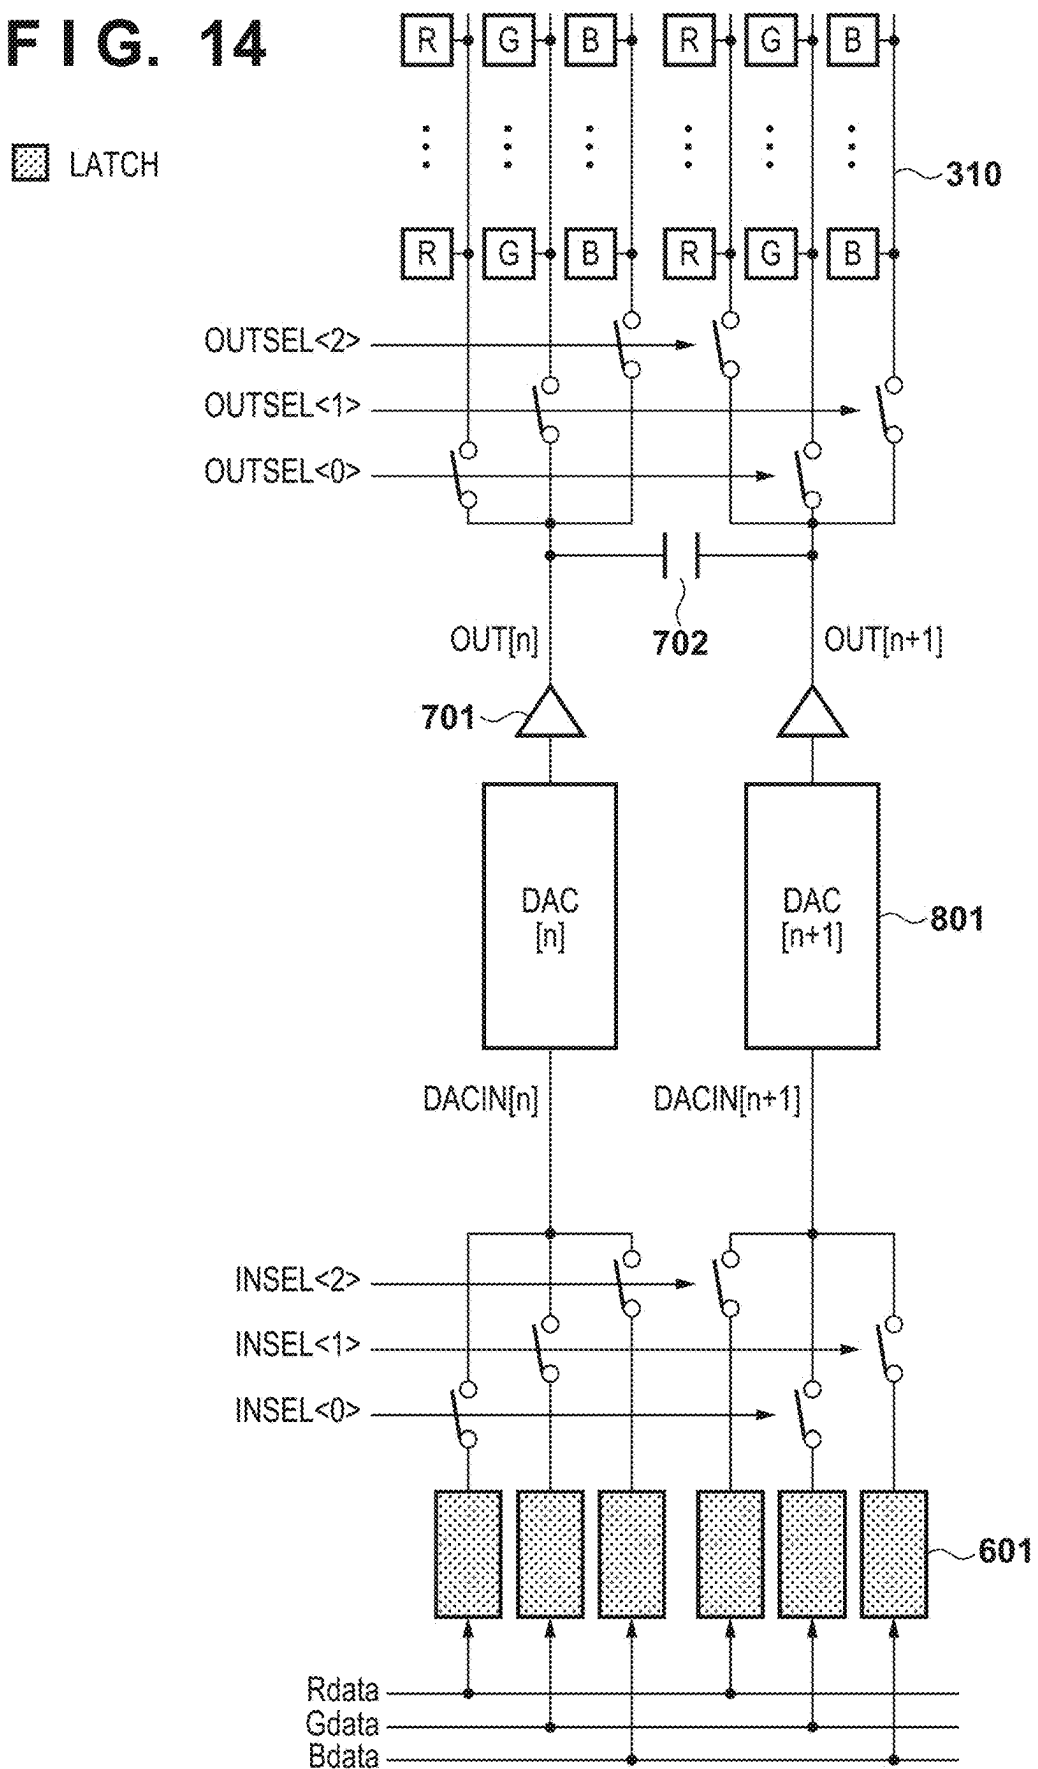 FIG. 14
R G B R G B
LATCH
310
R G B R G B
OUTSEL<2>
OUTSEL<1>
OUTSEL<0>
OUT[n]
702
OUT[n+1]
701
DAC
[n]
DAC
[n+1]
801
DACIN[n]
DACIN[n+1]
INSEL<2>
INSEL<1>
INSEL<0>
601
Rdata
Gdata
Bdata